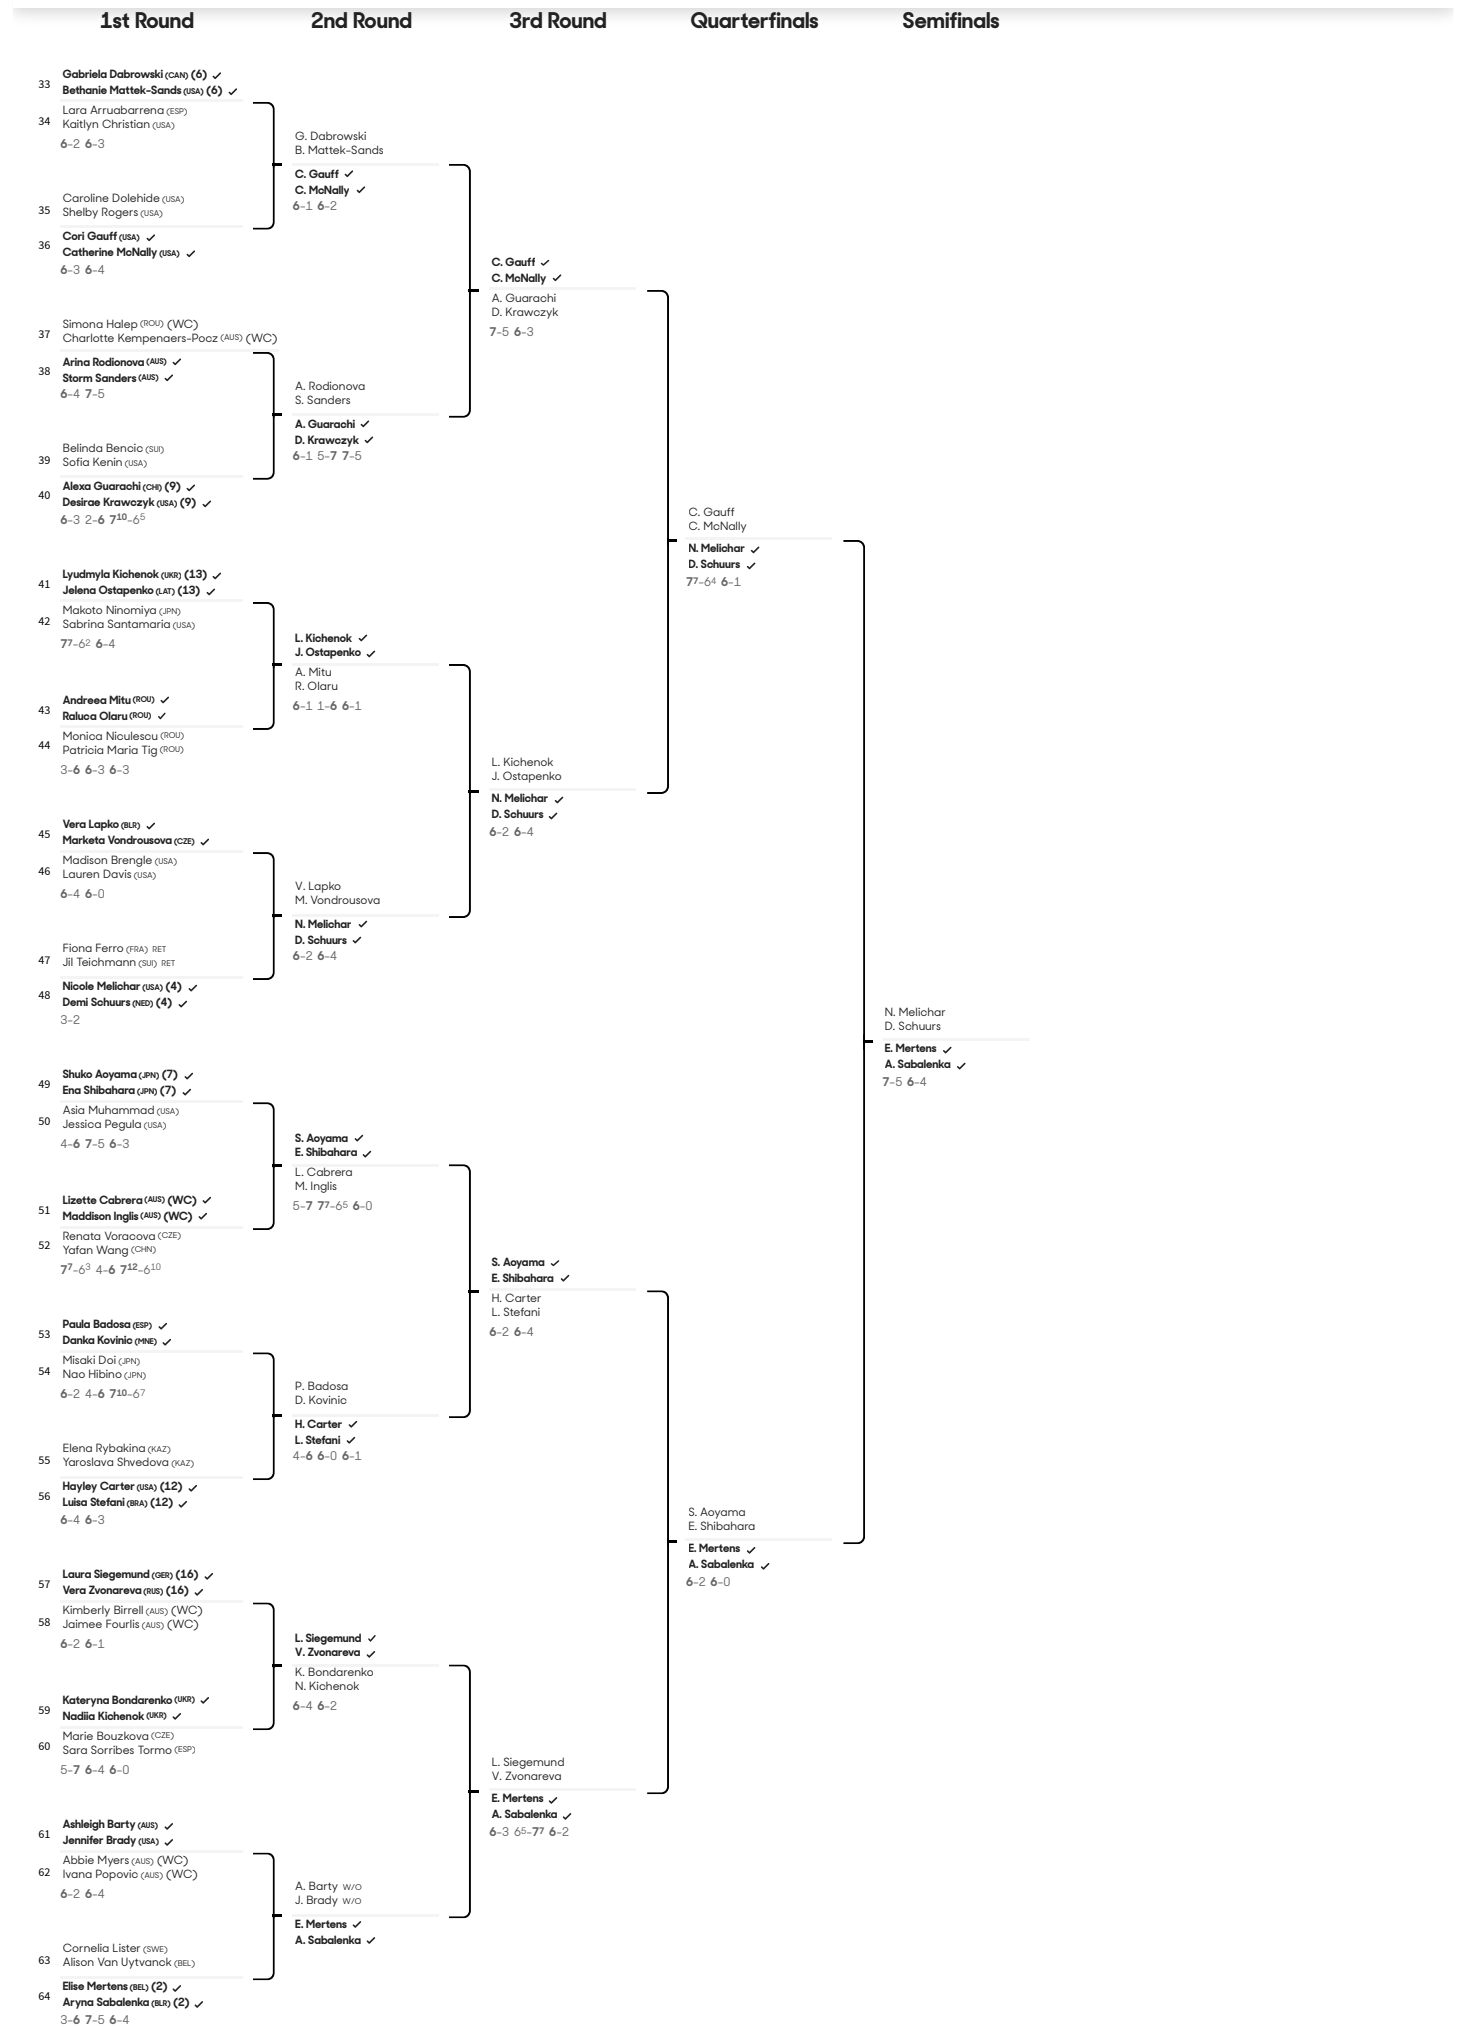 1st Round
2nd Round
3rd Round
Quarterfinals
Semifinals
33
Gabriela Dabrowski (CAN) (6) ✓
Bethanie Mattek-Sands (USA) (6) ✓
34
Lara Arruabarrena (ESP)
Kaitlyn Christian (USA)
6-2 6-3
35
Caroline Dolehide (USA)
Shelby Rogers (USA)
36
Cori Gauff (USA) ✓
Catherine McNally (USA) ✓
6-3 6-4
37
Simona Halep (ROU) (WC)
Charlotte Kempenaers-Pocz (AUS) (WC)
38
Arina Rodionova (AUS) ✓
Storm Sanders (AUS) ✓
6-4 7-5
39
Belinda Bencic (SUI)
Sofia Kenin (USA)
40
Alexa Guarachi (CHI) (9) ✓
Desirae Krawczyk (USA) (9) ✓
6-3 2-6 7¹⁰-6⁵
41
Lyudmyla Kichenok (UKR) (13) ✓
Jelena Ostapenko (LAT) (13) ✓
42
Makoto Ninomiya (JPN)
Sabrina Santamaria (USA)
7⁷-6² 6-4
43
Andreea Mitu (ROU) ✓
Raluca Olaru (ROU) ✓
44
Monica Niculescu (ROU)
Patricia Maria Tig (ROU)
3-6 6-3 6-3
45
Vera Lapko (BLR) ✓
Marketa Vondrousova (CZE) ✓
46
Madison Brengle (USA)
Lauren Davis (USA)
6-4 6-0
47
Fiona Ferro (FRA) RET
Jil Teichmann (SUI) RET
48
Nicole Melichar (USA) (4) ✓
Demi Schuurs (NED) (4) ✓
3-2
49
Shuko Aoyama (JPN) (7) ✓
Ena Shibahara (JPN) (7) ✓
50
Asia Muhammad (USA)
Jessica Pegula (USA)
4-6 7-5 6-3
51
Lizette Cabrera (AUS) (WC) ✓
Maddison Inglis (AUS) (WC) ✓
52
Renata Voracova (CZE)
Yafan Wang (CHN)
7⁷-6³ 4-6 7¹²-6¹⁰
53
Paula Badosa (ESP) ✓
Danka Kovinic (MNE) ✓
54
Misaki Doi (JPN)
Nao Hibino (JPN)
6-2 4-6 7¹⁰-6⁷
55
Elena Rybakina (KAZ)
Yaroslava Shvedova (KAZ)
56
Hayley Carter (USA) (12) ✓
Luisa Stefani (BRA) (12) ✓
6-4 6-3
57
Laura Siegemund (GER) (16) ✓
Vera Zvonareva (RUS) (16) ✓
58
Kimberly Birrell (AUS) (WC)
Jaimee Fourlis (AUS) (WC)
6-2 6-1
59
Kateryna Bondarenko (UKR) ✓
Nadiia Kichenok (UKR) ✓
60
Marie Bouzkova (CZE)
Sara Sorribes Tormo (ESP)
5-7 6-4 6-0
61
Ashleigh Barty (AUS) ✓
Jennifer Brady (USA) ✓
62
Abbie Myers (AUS) (WC)
Ivana Popovic (AUS) (WC)
6-2 6-4
63
Cornelia Lister (SWE)
Alison Van Uytvanck (BEL)
64
Elise Mertens (BEL) (2) ✓
Aryna Sabalenka (BLR) (2) ✓
3-6 7-5 6-4
G. Dabrowski
B. Mattek-Sands
C. Gauff ✓
C. McNally ✓
6-1 6-2
A. Rodionova
S. Sanders
A. Guarachi ✓
D. Krawczyk ✓
6-1 5-7 7-5
L. Kichenok ✓
J. Ostapenko ✓
A. Mitu
R. Olaru
6-1 1-6 6-1
V. Lapko
M. Vondrousova
N. Melichar ✓
D. Schuurs ✓
6-2 6-4
S. Aoyama ✓
E. Shibahara ✓
L. Cabrera
M. Inglis
5-7 7⁷-6⁵ 6-0
P. Badosa
D. Kovinic
H. Carter ✓
L. Stefani ✓
4-6 6-0 6-1
L. Siegemund ✓
V. Zvonareva ✓
K. Bondarenko
N. Kichenok
6-4 6-2
A. Barty W/O
J. Brady W/O
E. Mertens ✓
A. Sabalenka ✓
C. Gauff ✓
C. McNally ✓
A. Guarachi
D. Krawczyk
7-5 6-3
L. Kichenok
J. Ostapenko
N. Melichar ✓
D. Schuurs ✓
6-2 6-4
S. Aoyama ✓
E. Shibahara ✓
H. Carter
L. Stefani
6-2 6-4
L. Siegemund
V. Zvonareva
E. Mertens ✓
A. Sabalenka ✓
6-3 6⁵-7⁷ 6-2
C. Gauff
C. McNally
N. Melichar ✓
D. Schuurs ✓
7⁷-6⁴ 6-1
S. Aoyama
E. Shibahara
E. Mertens ✓
A. Sabalenka ✓
6-2 6-0
N. Melichar
D. Schuurs
E. Mertens ✓
A. Sabalenka ✓
7-5 6-4